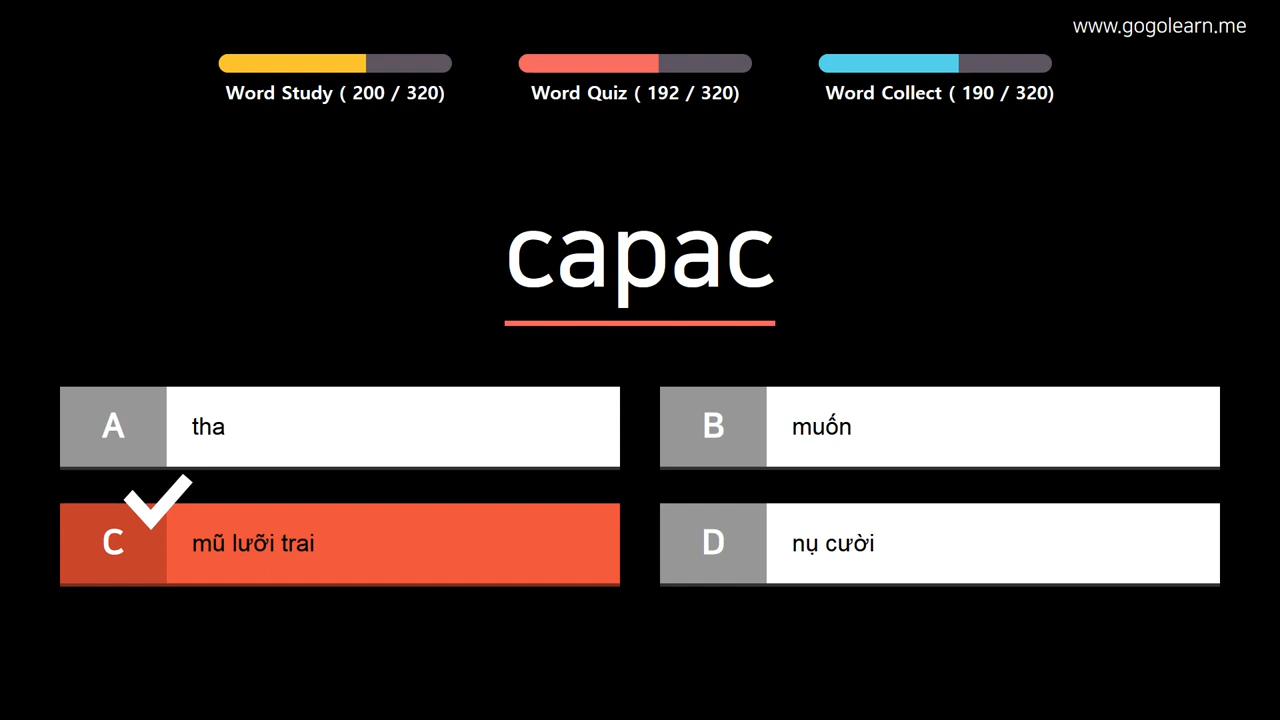 www.gogolearn.me
Word Study ( 200 / 320)
Word Quiz ( 192 / 320)
Word Collect ( 190 / 320)
capac
A
tha
B
muốn
C
mũ lưỡi trai
D
nụ cười